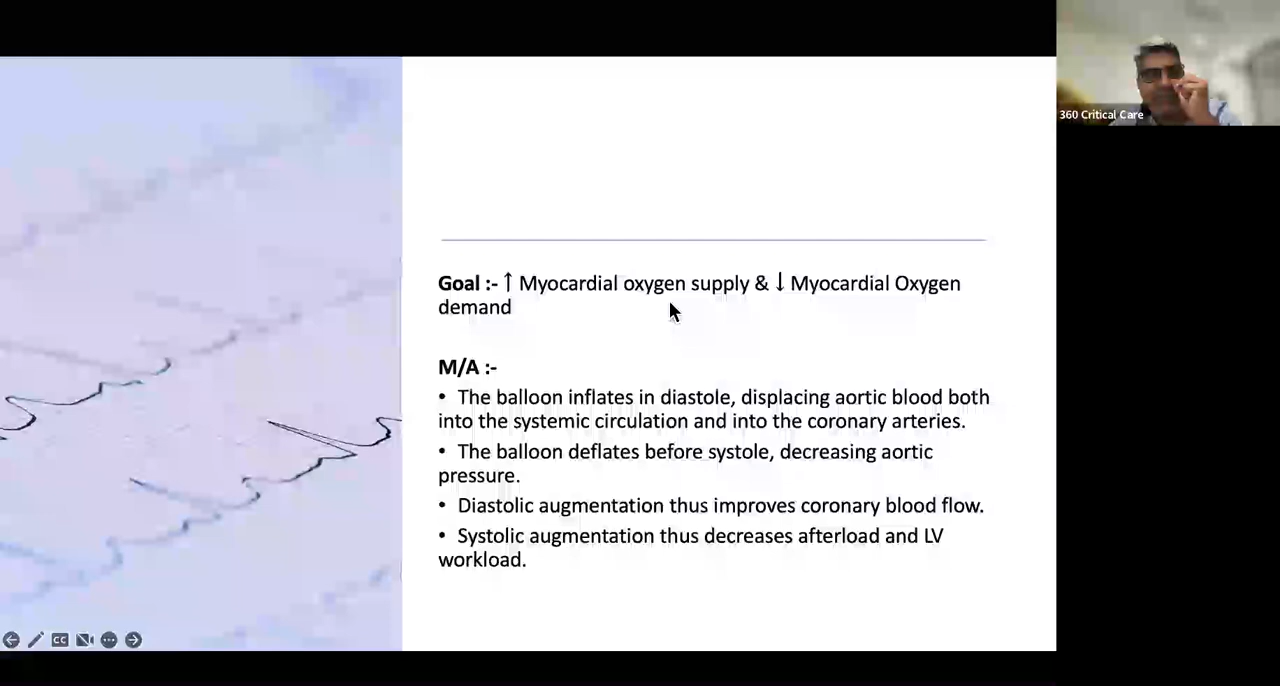 360 Critical Care
Goal :- ↑ Myocardial oxygen supply & ↓ Myocardial Oxygen
demand
M/A :-
• The balloon inflates in diastole, displacing aortic blood both
into the systemic circulation and into the coronary arteries.
• The balloon deflates before systole, decreasing aortic
pressure.
• Diastolic augmentation thus improves coronary blood flow.
• Systolic augmentation thus decreases afterload and LV
workload.
CC